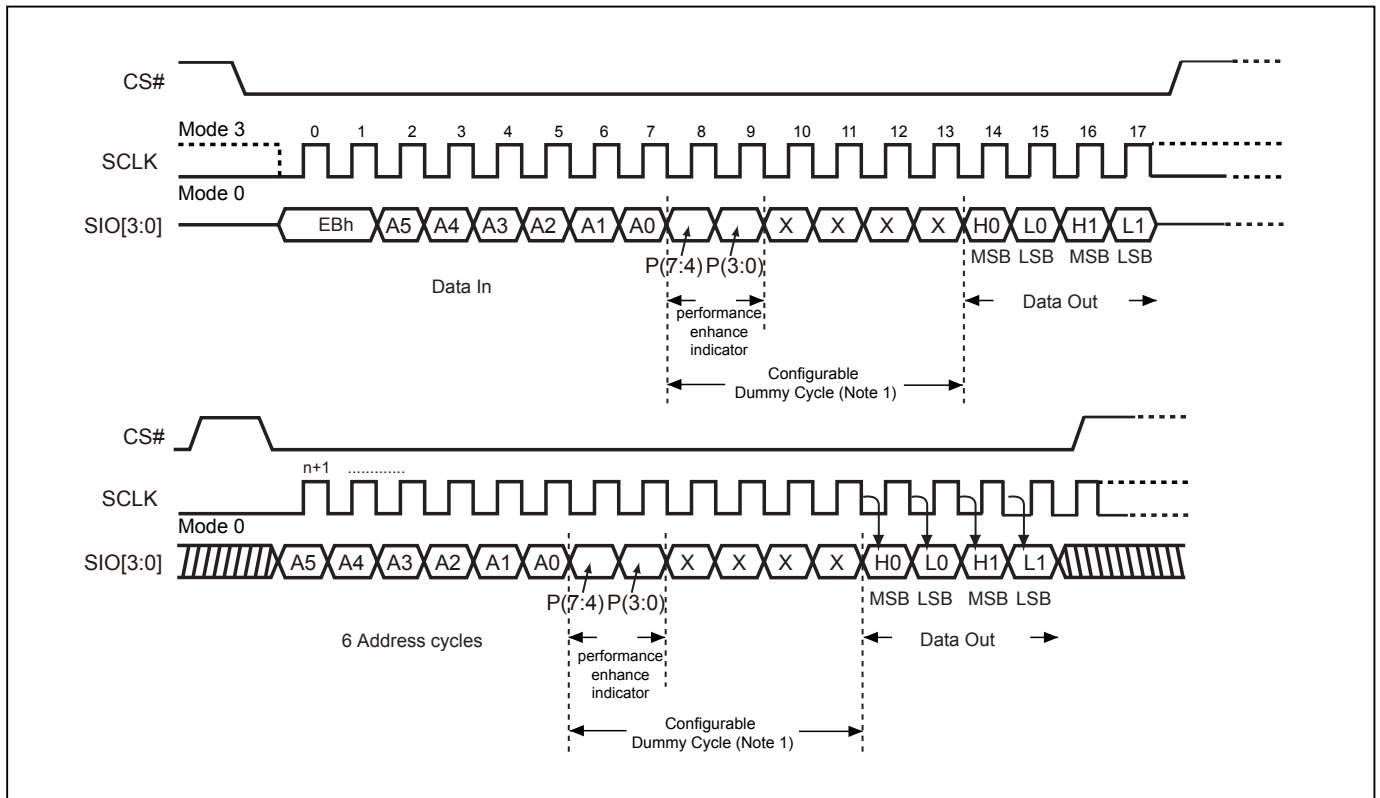 CS#
Mode 3
0 1 2 3 4 5 6 7 8 9 10 11 12 13 14 15 16 17
SCLK
Mode 0
SIO[3:0] EBh A5 A4 A3 A2 A1 A0 X X X X H0 L0 H1 L1
P(7:4) P(3:0) MSB LSB MSB LSB
Data In
Data Out
performance
enhance
indicator
Configurable
Dummy Cycle (Note 1)
CS#
n+1 .............
SCLK
Mode 0
SIO[3:0] A5 A4 A3 A2 A1 A0 X X X X H0 L0 H1 L1
P(7:4) P(3:0) MSB LSB MSB LSB
6 Address cycles
Data Out
performance
enhance
indicator
Configurable
Dummy Cycle (Note 1)